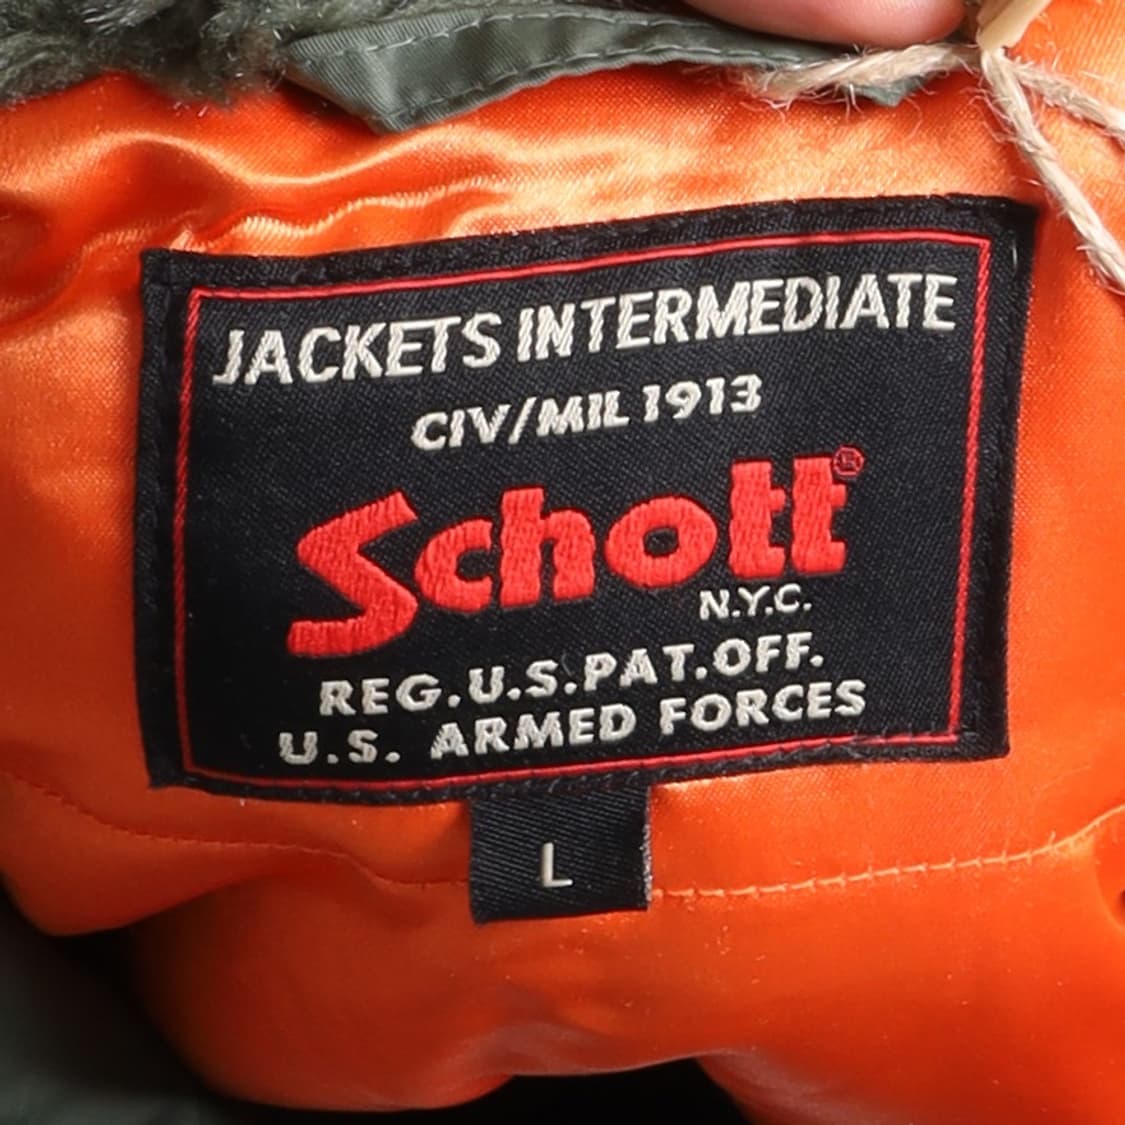 JACKETS INTERMEDIATE
CIV/MIL 1913
Schott®
N.Y.C.
REG.U.S.PAT.OFF.
U.S. ARMED FORCES
L